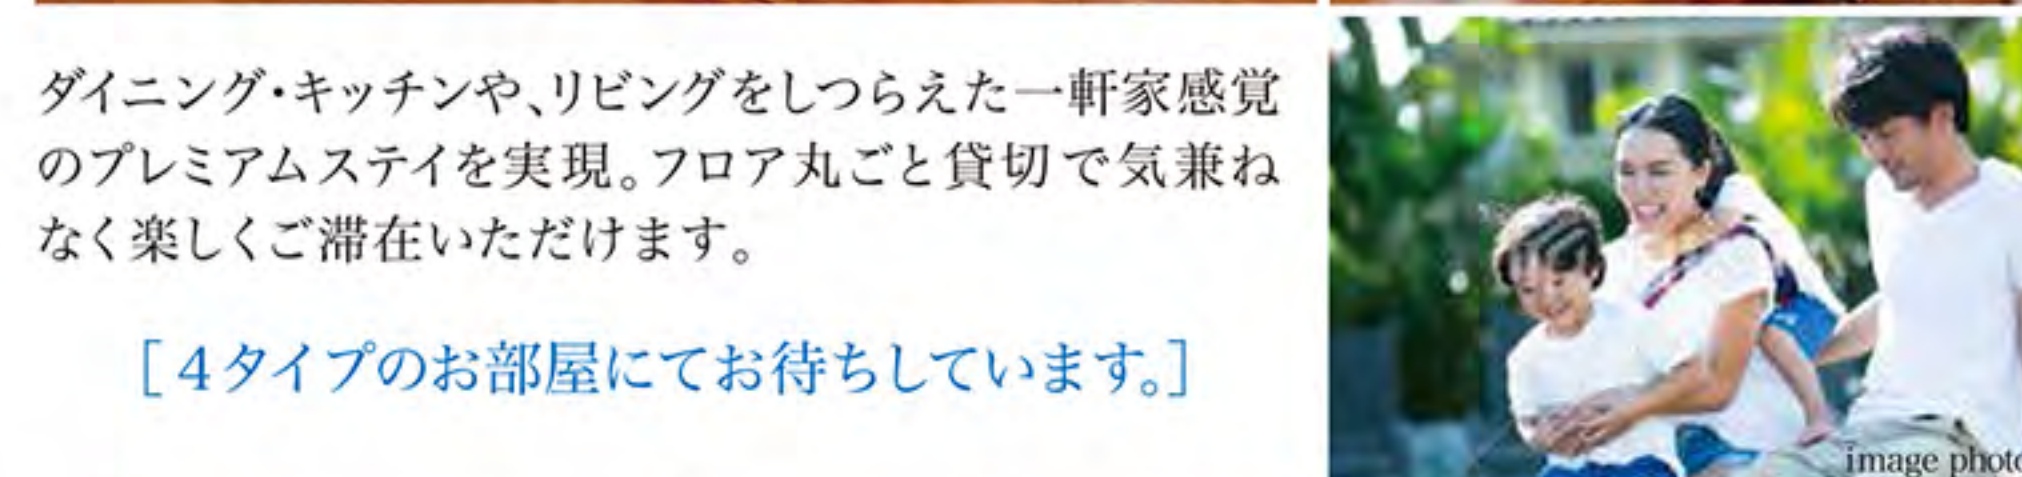 ダイニング・キッチンや、リビングをしつらえた一軒家感覚
のプレミアムステイを実現。フロア丸ごと貸切で気兼ね
なく楽しくご滞在いただけます。
[4タイプのお部屋にてお待ちしています。]
image photo